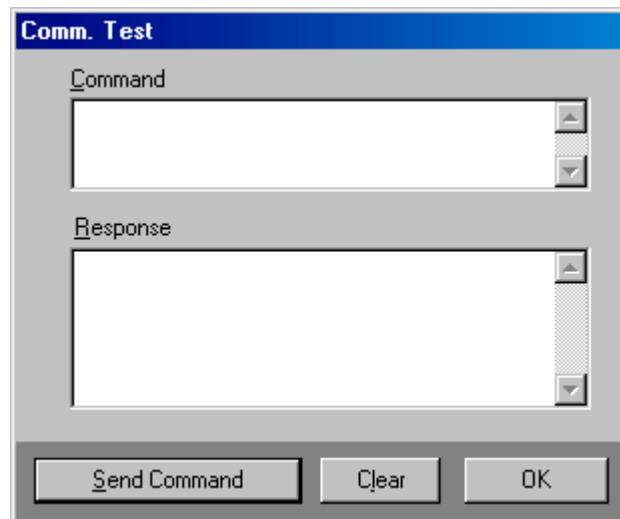 Comm. Test
Command
Response
Send Command
Clear
OK